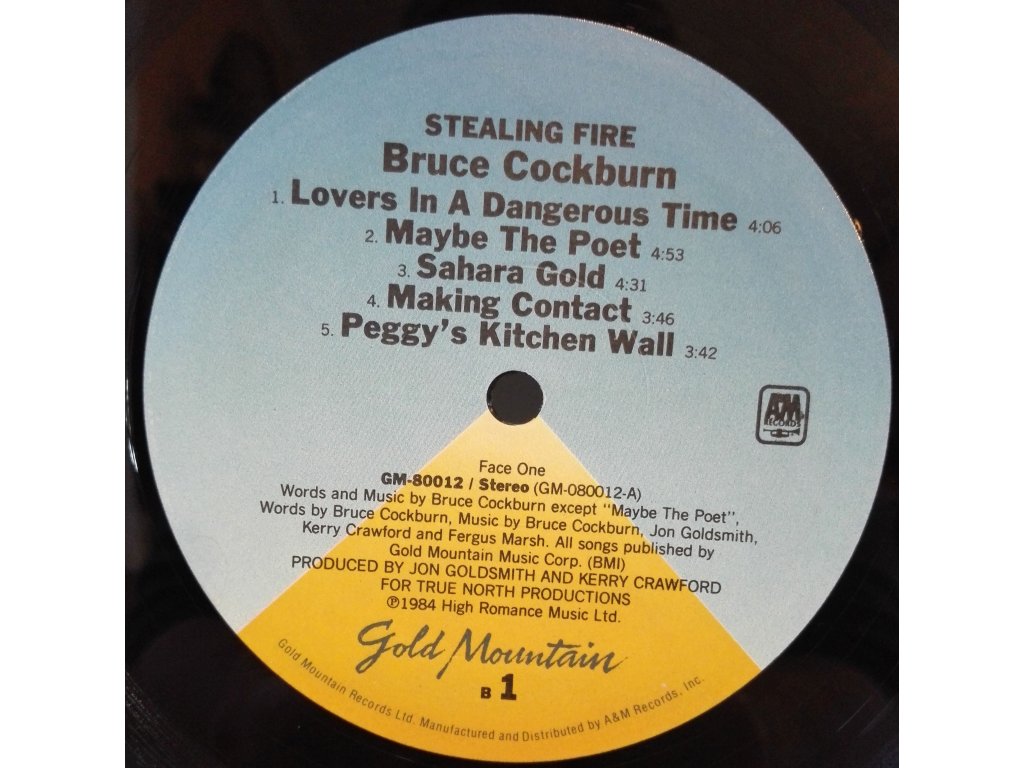 STEALING FIRE
Bruce Cockburn
1. Lovers In A Dangerous Time 4:06
2. Maybe The Poet 4:53
3. Sahara Gold 4:31
4. Making Contact 3:46
5. Peggy's Kitchen Wall 3:42
A&M
RECORDS
Face One
GM-80012 / Stereo (GM-080012-A)
Words and Music by Bruce Cockburn except "Maybe The Poet",
Words by Bruce Cockburn, Music by Bruce Cockburn, Jon Goldsmith,
Kerry Crawford and Fergus Marsh. All songs published by
Gold Mountain Music Corp. (BMI)
PRODUCED BY JON GOLDSMITH AND KERRY CRAWFORD
FOR TRUE NORTH PRODUCTIONS
℗1984 High Romance Music Ltd.
Gold Mountain
B 1
Gold Mountain Records Ltd. Manufactured and Distributed by A&M Records, Inc.